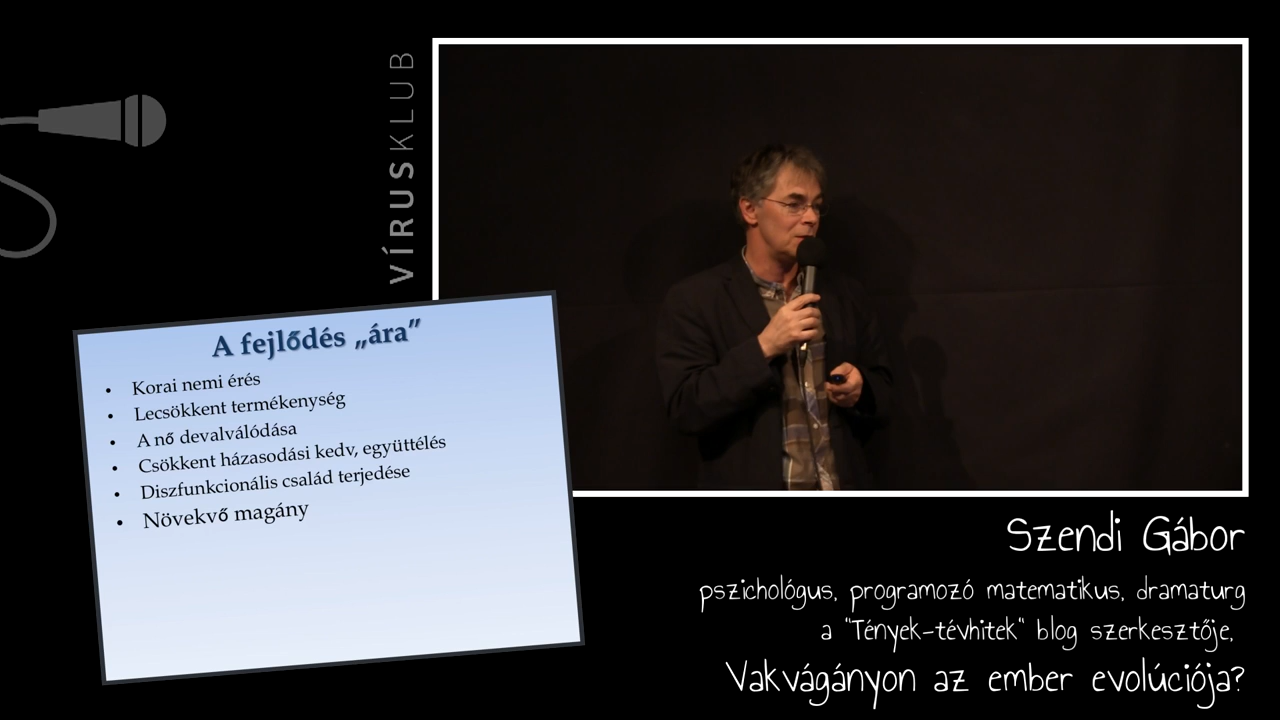 VÍRUSKLUB
A fejlődés „ára”
• Korai nemi érés
• Lecsökkent termékenység
• A nő devalválódása
• Csökkent házasodási kedv, együttélés
• Diszfunkcionális család terjedése
• Növekvő magány
Szendi Gábor
pszichológus, programozó matematikus, dramaturg
a "Tények-tévhitek" blog szerkesztője,
Vakvágányon az ember evolúciója?